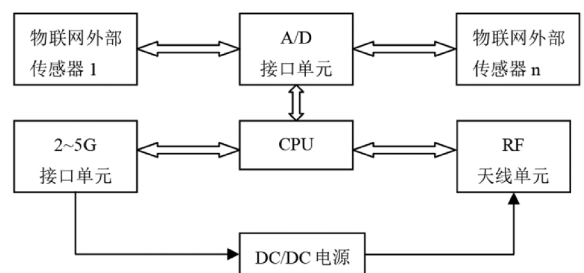 物联网外部
传感器 1
A/D
接口单元
物联网外部
传感器 n
2~5G
接口单元
CPU
RF
天线单元
DC/DC 电源